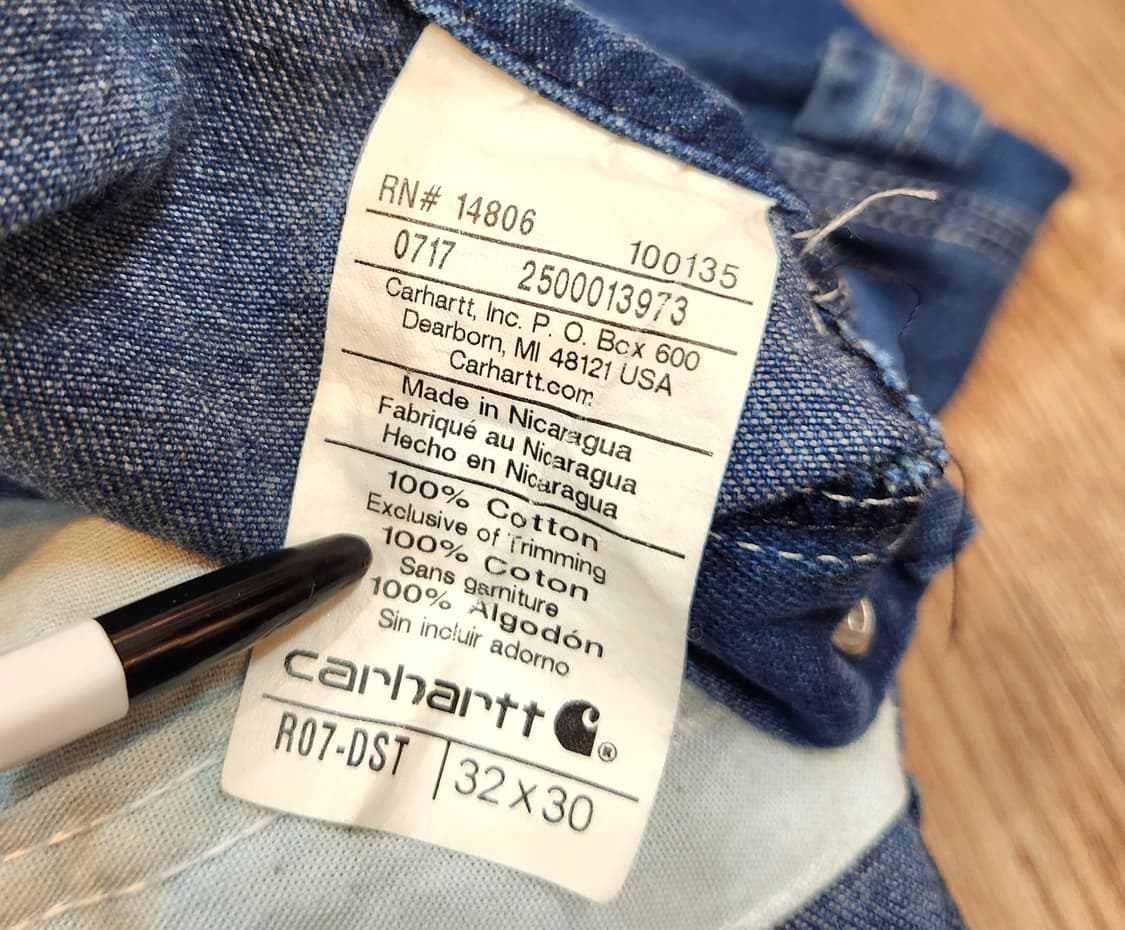 RN# 14806 100135
0717 2500013973
Carhartt, Inc. P. O. Box 600
Dearborn, MI 48121 USA
Carhartt.com
Made in Nicaragua
Fabriqué au Nicaragua
Hecho en Nicaragua
100% Cotton
Exclusive of Trimming
100% Coton
Sans garniture
100% Algodón
Sin incluir adorno
carhartt ®
R07-DST 32X30